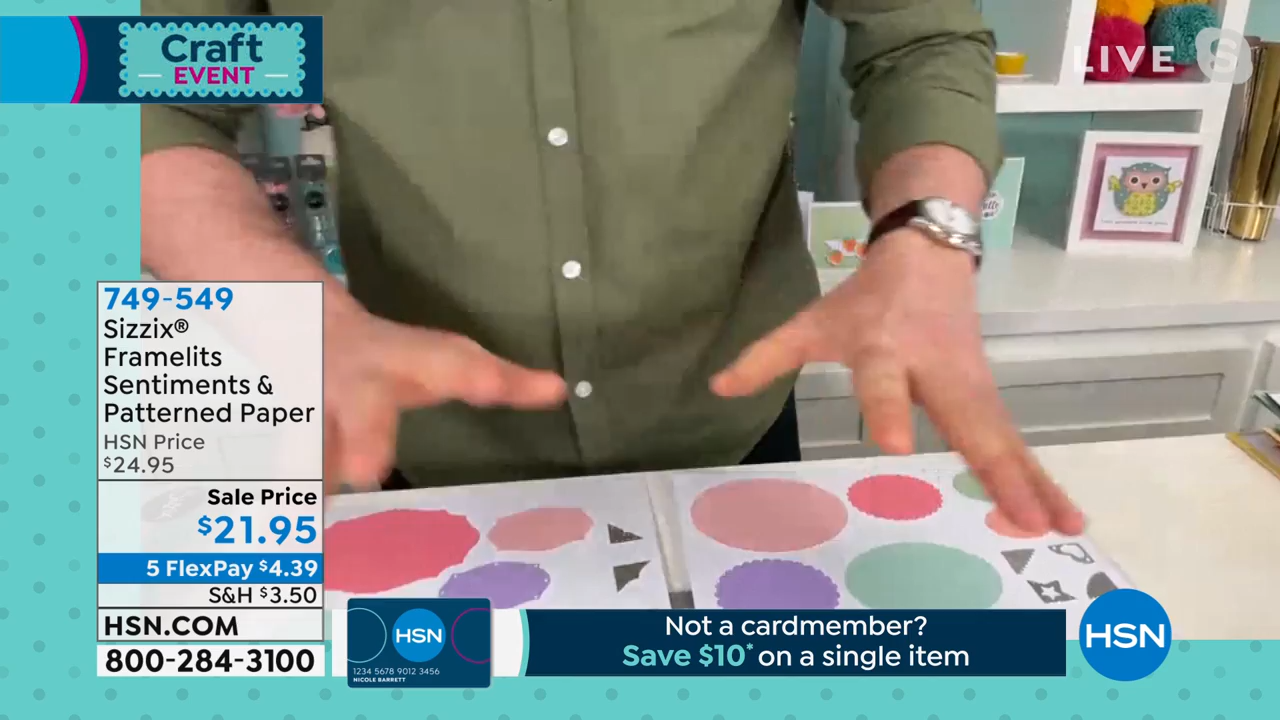 Craft
EVENT
LIVE S
749-549
Sizzix®
Framelits
Sentiments &
Patterned Paper
HSN Price
$24.95
Sale Price
$21.95
5 FlexPay $4.39
S&H $3.50
HSN.COM
800-284-3100
HSN
1234 5678 9012 3456
NICOLE BARRETT
Not a cardmember?
Save $10* on a single item
HSN